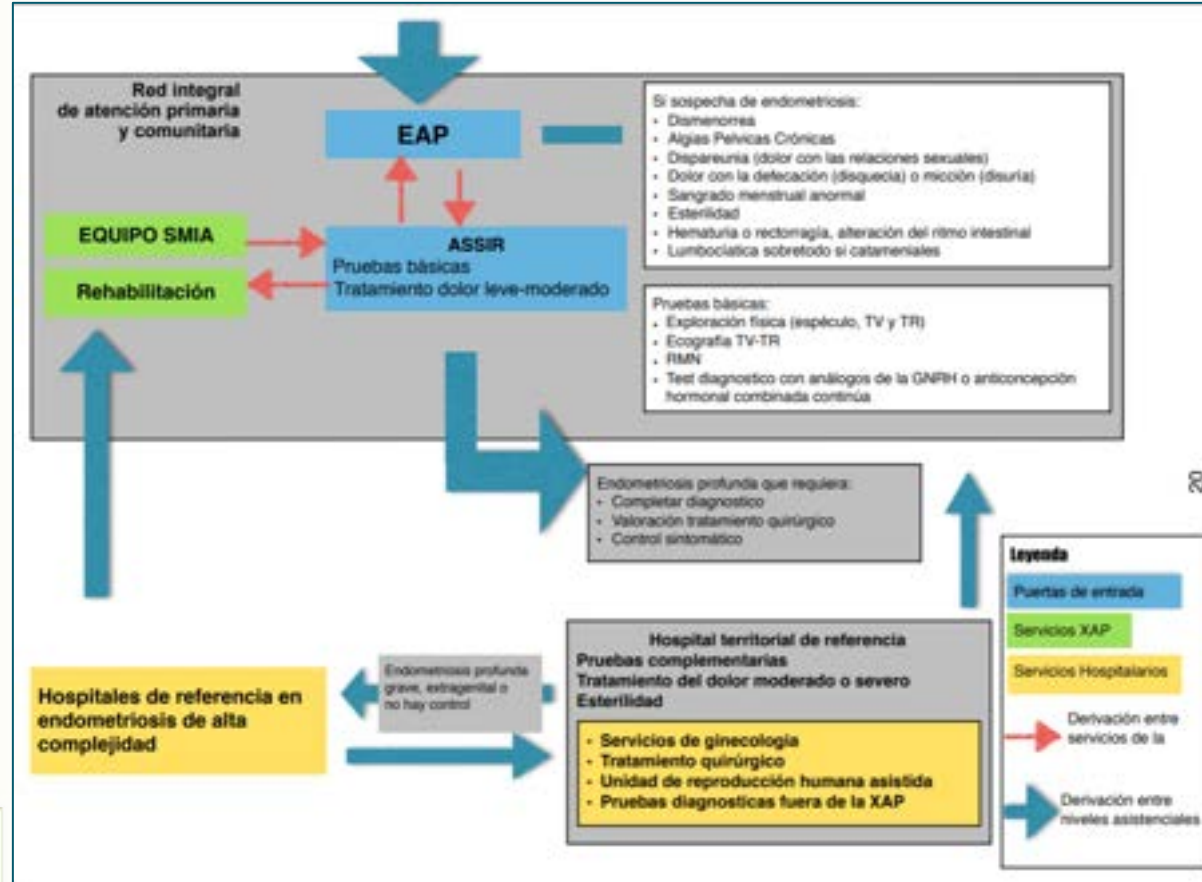 Red integral
de atención primaria
y comunitaria
EAP
EQUIPO SMIA
Rehabilitación
ASSIR
Pruebas bàsicas
Tratamiento dolor leve-moderado
Si sospecha de endometriosis:
• Dismenorrea
• Algias Pelvicas Crónicas
• Dispareunia (dolor con las relaciones sexuales)
• Dolor con la defecación (disquecia) o micción (disuría)
• Sangrado menstrual anormal
• Esterilidad
• Hematuria o rectorragía, alteración del ritmo intestinal
• Lumbociatica sobretodo si catameniales
Pruebas básicas:
• Exploración física (espéculo, TV y TR)
• Ecografía TV-TR
• RMN
• Test diagnostico con análogos de la GNRH o anticoncepción
hormonal combinada continúa
Endometriosis profunda que requiera:
• Completar diagnostico
• Valoración tratamiento quirúrgico
• Control sintomático
20
Hospitales de referencia en
endometriosis de alta
complejidad
Endometriosis profunda
grave, extragenital o
no hay control
Hospital territorial de referencia
Pruebas complementarias
Tratamiento del dolor moderado o severo
Esterilidad
• Servicios de ginecología
• Tratamiento quirúrgico
• Unidad de reproducción humana asistida
• Pruebas diagnosticas fuera de la XAP
Leyenda
Puertas de entrada
Servicios XAP
Servicios Hospitalarios
Derivación entre
servicios de la
Derivación entre
niveles asistenciales